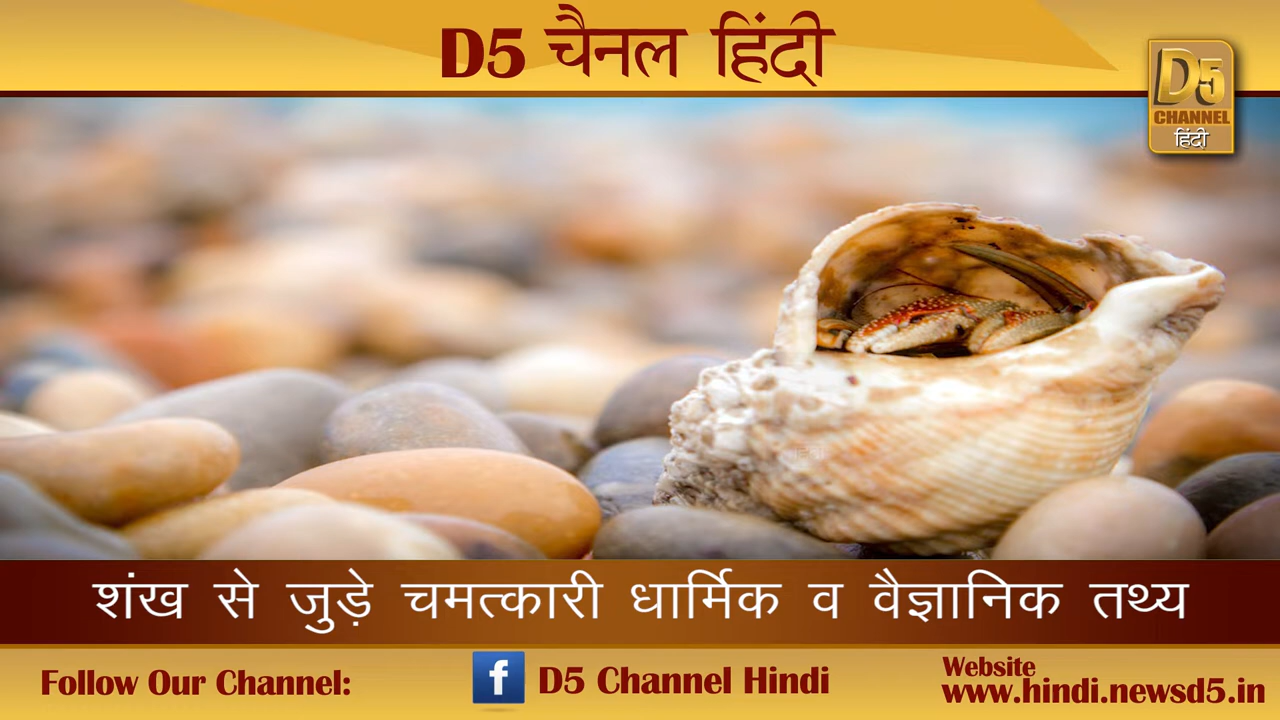 D5 चैनल हिंदी
D5
CHANNEL
हिंदी
शंख से जुड़े चमत्कारी धार्मिक व वैज्ञानिक तथ्य
Follow Our Channel:
f D5 Channel Hindi
Website
www.hindi.newsd5.in